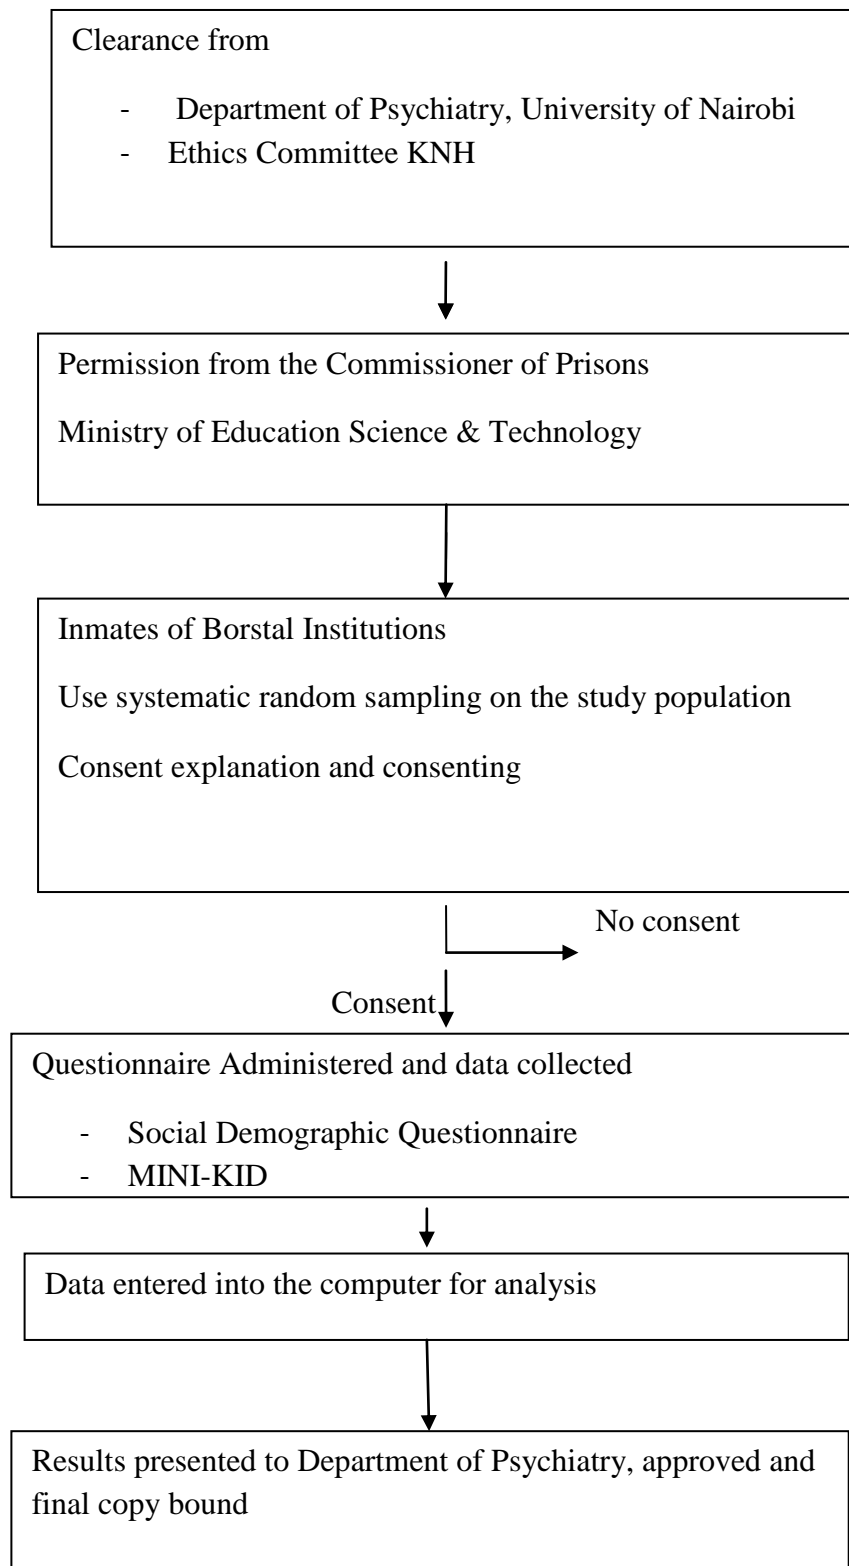 Clearance from
- Department of Psychiatry, University of Nairobi
- Ethics Committee KNH
Permission from the Commissioner of Prisons
Ministry of Education Science & Technology
Inmates of Borstal Institutions
Use systematic random sampling on the study population
Consent explanation and consenting
No consent
Consent
Questionnaire Administered and data collected
- Social Demographic Questionnaire
- MINI-KID
Data entered into the computer for analysis
Results presented to Department of Psychiatry, approved and
final copy bound